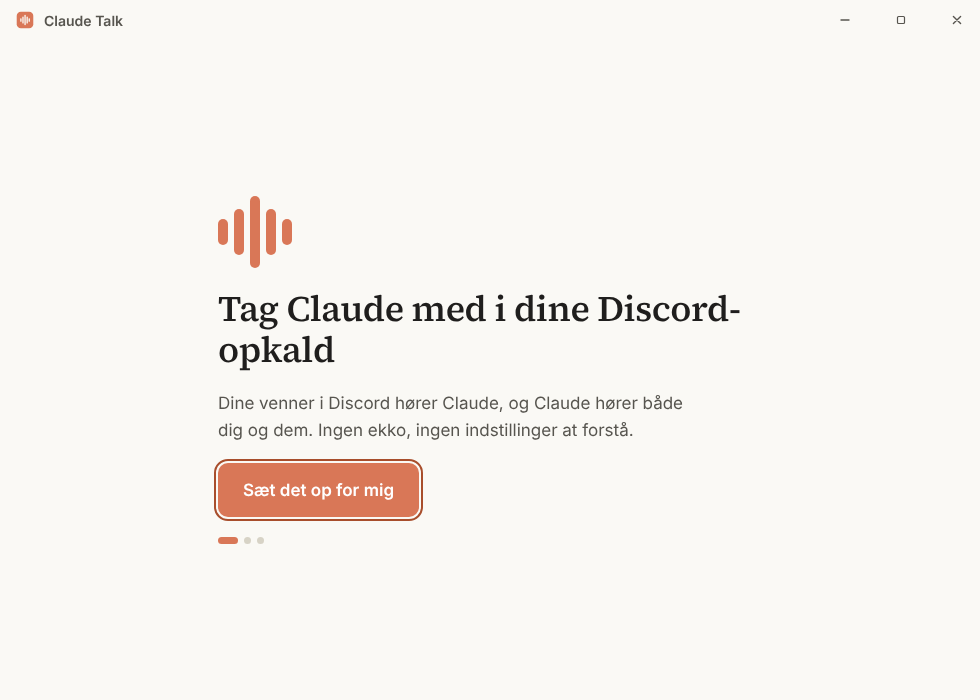 Claude Talk
Tag Claude med i dine Discord-
opkald
Dine venner i Discord hører Claude, og Claude hører både
dig og dem. Ingen ekko, ingen indstillinger at forstå.
Sæt det op for mig